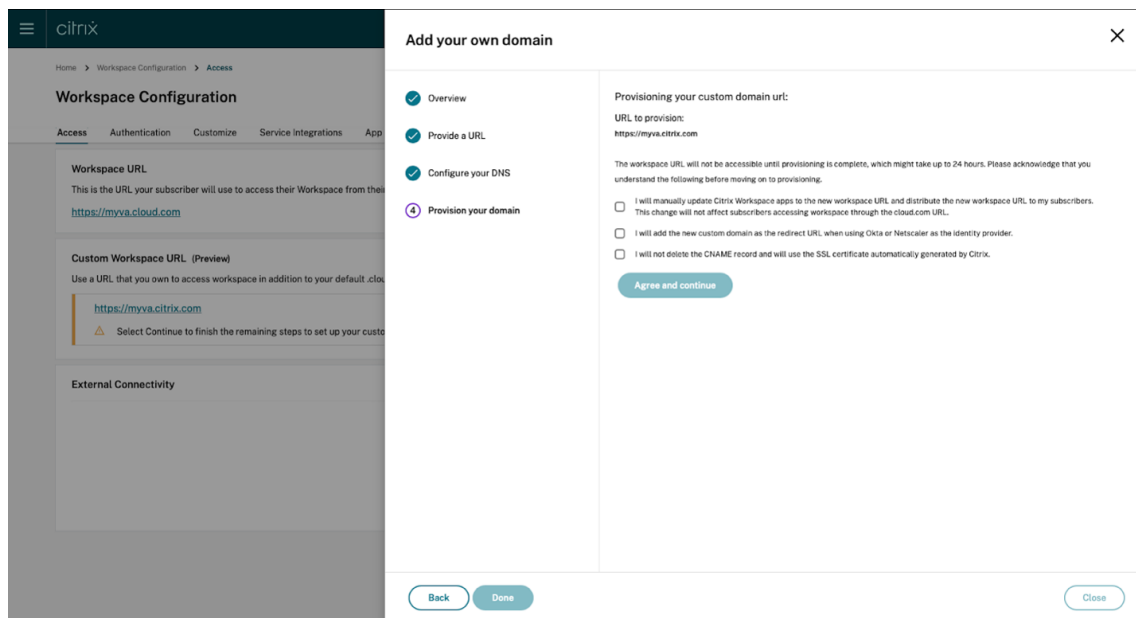 citrix
Home > Workspace Configuration > Access
Workspace Configuration
Access Authentication Customize Service Integrations App
Workspace URL
This is the URL your subscriber will use to access their Workspace from thei
https://myva.cloud.com
Custom Workspace URL (Preview)
Use a URL that you own to access workspace in addition to your default .clou
https://myva.citrix.com
Select Continue to finish the remaining steps to set up your custo
External Connectivity
Add your own domain
Overview
Provide a URL
Configure your DNS
4 Provision your domain
Provisioning your custom domain url:
URL to provision:
https://myva.citrix.com
The workspace URL will not be accessible until provisioning is complete, which might take up to 24 hours. Please acknowledge that you
understand the following before moving on to provisioning.
I will manually update Citrix Workspace apps to the new workspace URL and distribute the new workspace URL to my subscribers.
This change will not affect subscribers accessing workspace through the cloud.com URL.
I will add the new custom domain as the redirect URL when using Okta or Netscaler as the identity provider.
I will not delete the CNAME record and will use the SSL certificate automatically generated by Citrix.
Agree and continue
Back Done Close